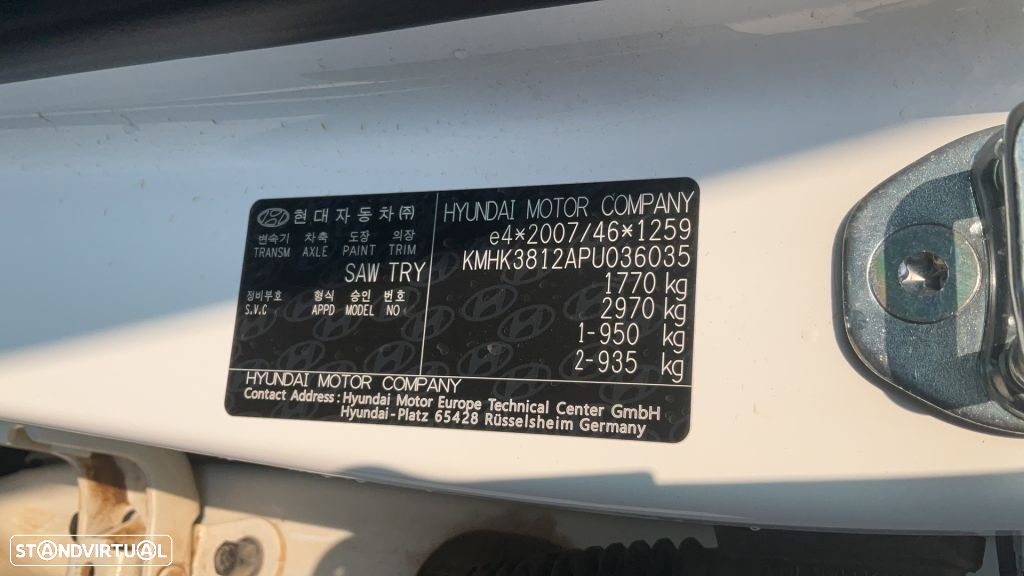 현대자동차㈜
변속기 차축 도장 의장
TRANSM AXLE PAINT TRIM
SAW TRY
정비부호 형식 승인 번호
S.V.C APPD MODEL NO
HYUNDAI MOTOR COMPANY
e4*2007/46*1259
KMHK3812APU036035
1770 kg
2970 kg
1-950 kg
2-935 kg
HYUNDAI MOTOR COMPANY
Contact Address : Hyundai Motor Europe Technical Center GmbH
Hyundai-Platz 65428 Rüsselsheim Germany
STANDVIRTUAL